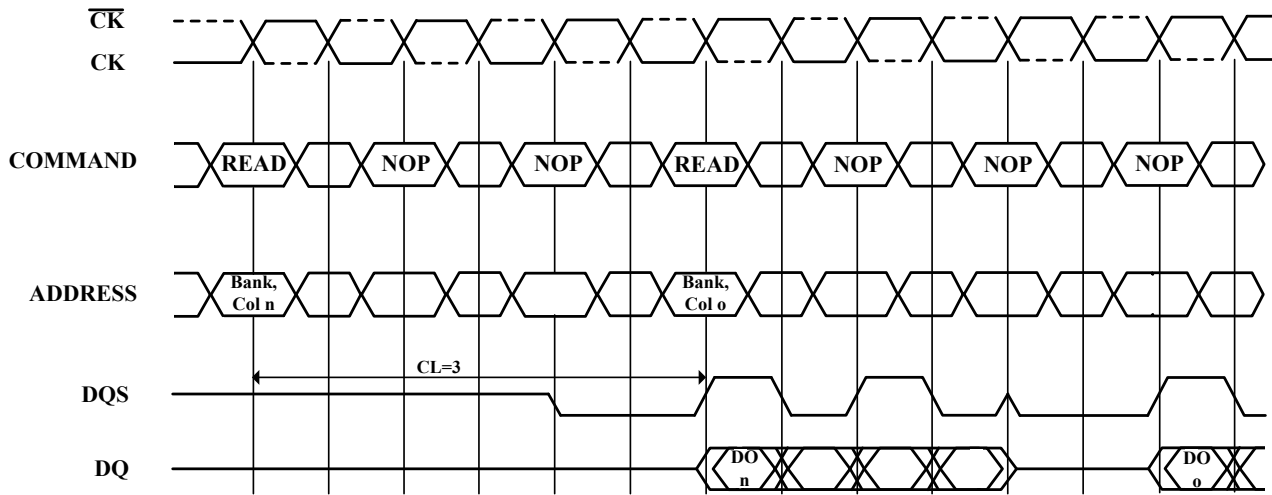 C̅K̅
CK
COMMAND READ NOP NOP READ NOP NOP NOP
ADDRESS Bank, Col n Bank, Col o
CL=3
DQS
DQ DO n DO o